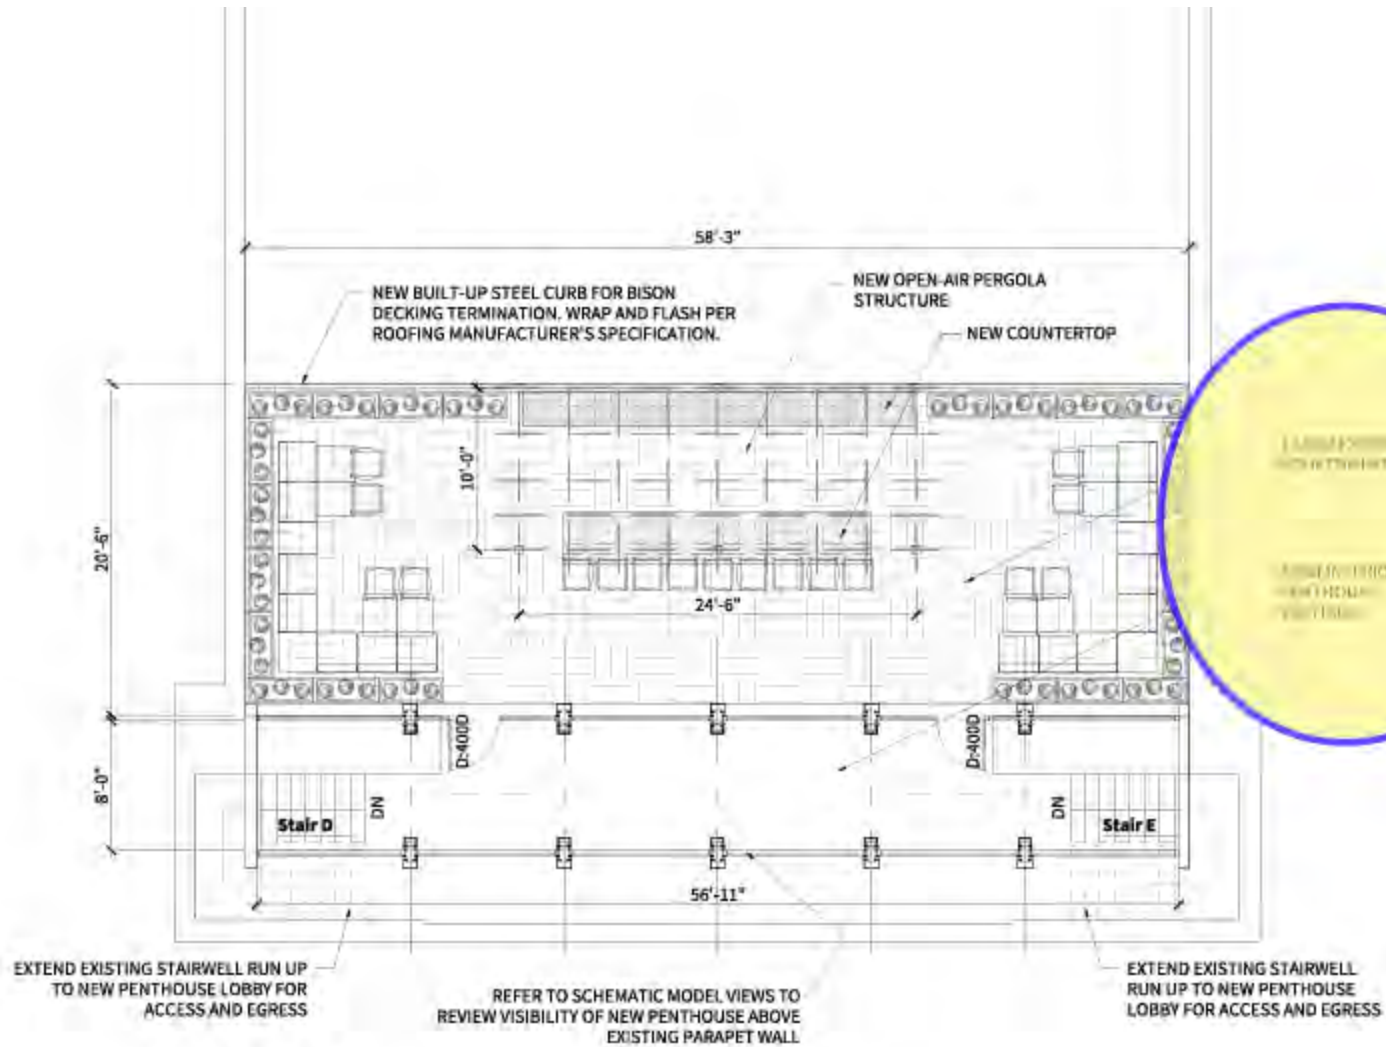 58'-3"
NEW BUILT-UP STEEL CURB FOR BISON
DECKING TERMINATION. WRAP AND FLASH PER
ROOFING MANUFACTURER'S SPECIFICATION.
NEW OPEN-AIR PERGOLA
STRUCTURE
NEW COUNTERTOP
10'-0"
20'-6"
24'-6"
D:400D
D:400D
8'-0"
DN
DN
Stair D
Stair E
56'-11"
EXTEND EXISTING STAIRWELL RUN UP
TO NEW PENTHOUSE LOBBY FOR
ACCESS AND EGRESS
REFER TO SCHEMATIC MODEL VIEWS TO
REVIEW VISIBILITY OF NEW PENTHOUSE ABOVE
EXISTING PARAPET WALL
EXTEND EXISTING STAIRWELL
RUN UP TO NEW PENTHOUSE
LOBBY FOR ACCESS AND EGRESS